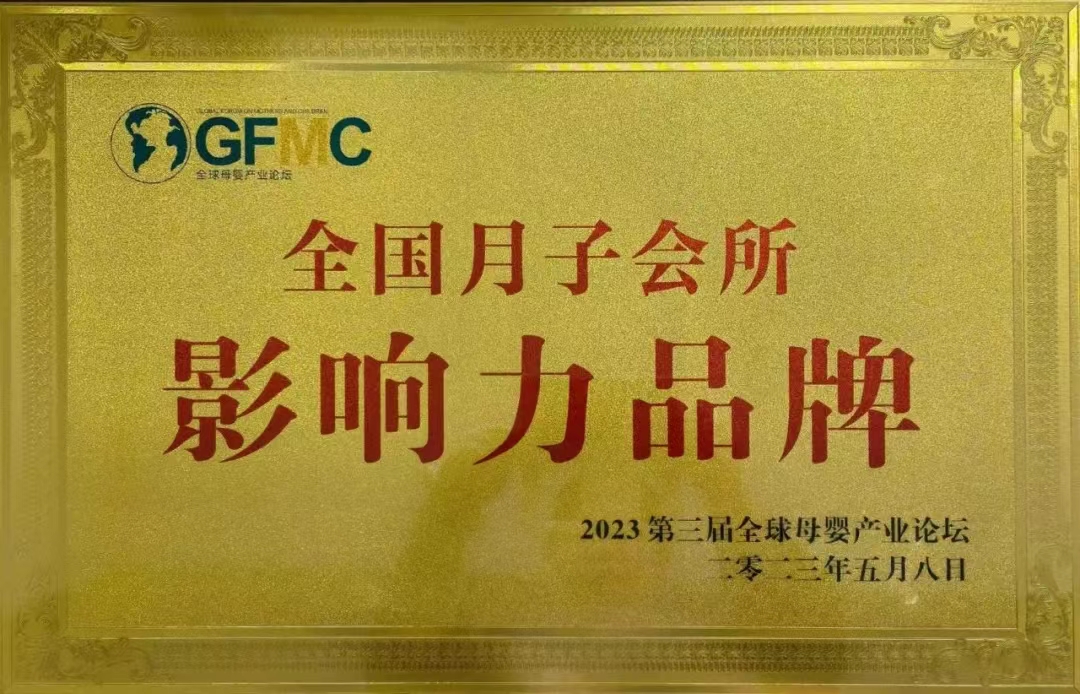 GFMC
全球母婴产业论坛
全国月子会所
影响力品牌
2023 第三届全球母婴产业论坛
二零二三年五月八日